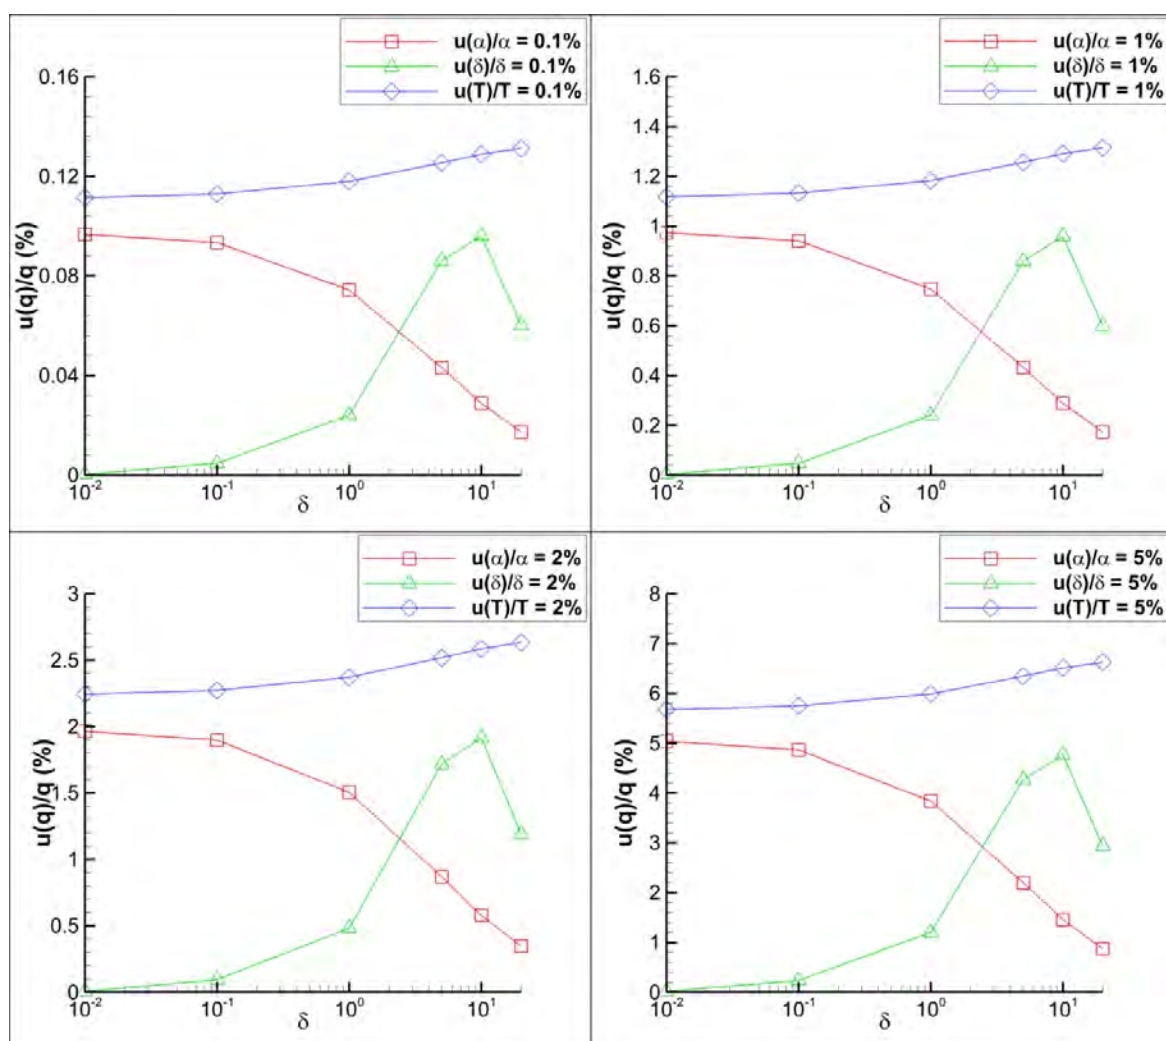 u(α)/α = 0.1%
u(δ)/δ = 0.1%
u(T)/T = 0.1%
0.16
0.12
0.08
0.04
0
u(q)/q (%)
10⁻² 10⁻¹ 10⁰ 10¹
δ
u(α)/α = 1%
u(δ)/δ = 1%
u(T)/T = 1%
1.6
1.4
1.2
1
0.8
0.6
0.4
0.2
0
u(q)/q (%)
10⁻² 10⁻¹ 10⁰ 10¹
δ
u(α)/α = 2%
u(δ)/δ = 2%
u(T)/T = 2%
3
2.5
2
1.5
1
0.5
0
u(q)/q (%)
10⁻² 10⁻¹ 10⁰ 10¹
δ
u(α)/α = 5%
u(δ)/δ = 5%
u(T)/T = 5%
8
7
6
5
4
3
2
1
0
u(q)/q (%)
10⁻² 10⁻¹ 10⁰ 10¹
δ